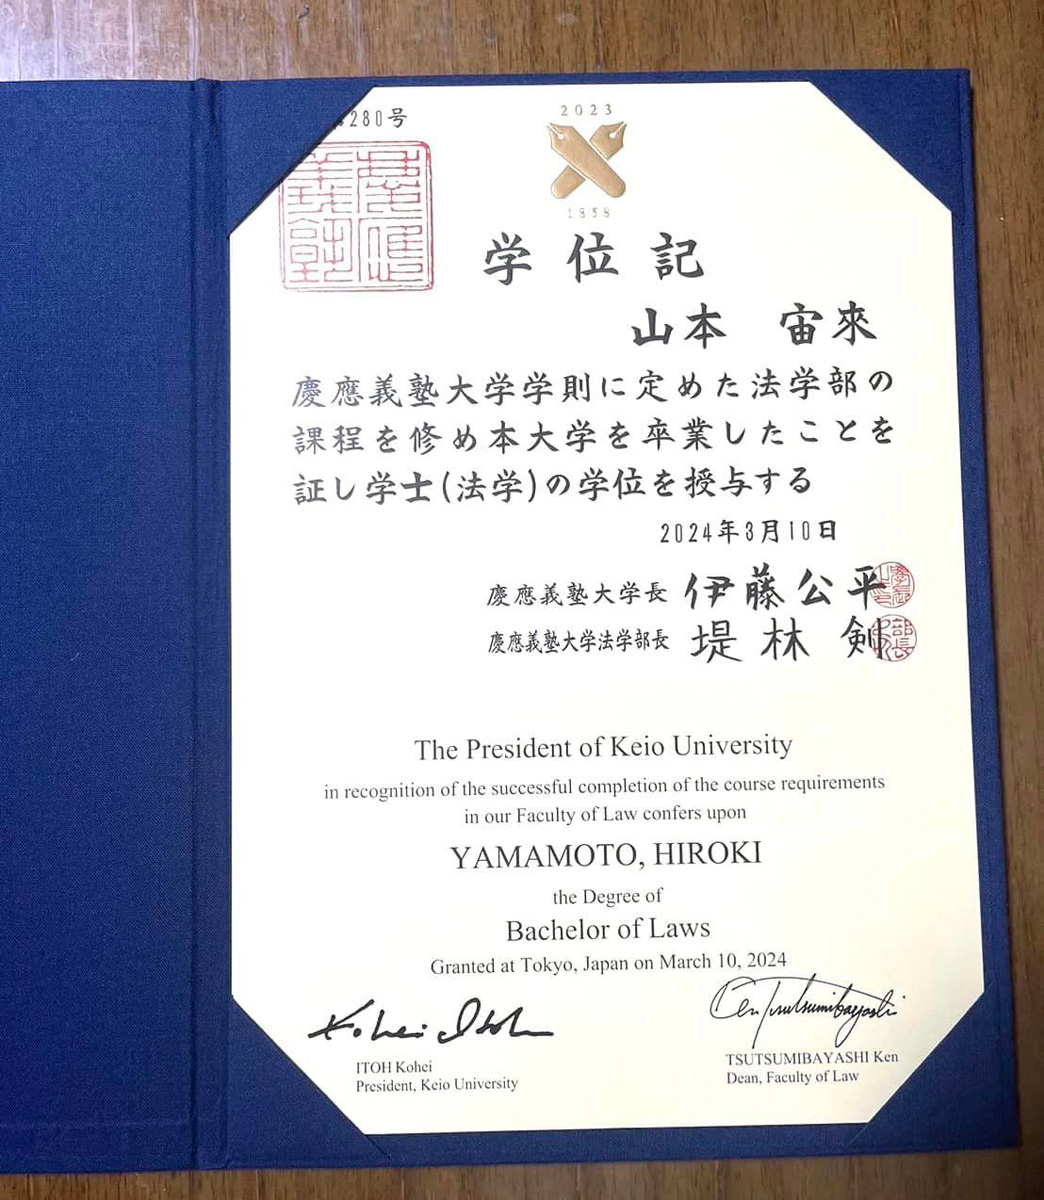 280号
2023
1858
学位記
山本 宙來
慶應義塾大学学則に定めた法学部の
課程を修め本大学を卒業したことを
証し学士(法学)の学位を授与する
2024年3月10日
慶應義塾大学長 伊藤公平
慶應義塾大学法学部長 堤林 剣
The President of Keio University
in recognition of the successful completion of the course requirements
in our Faculty of Law confers upon
YAMAMOTO, HIROKI
the Degree of
Bachelor of Laws
Granted at Tokyo, Japan on March 10, 2024
Kohei Itoh
Ken Tsutsumibayashi
ITOH Kohei
President, Keio University
TSUTSUMIBAYASHI Ken
Dean, Faculty of Law